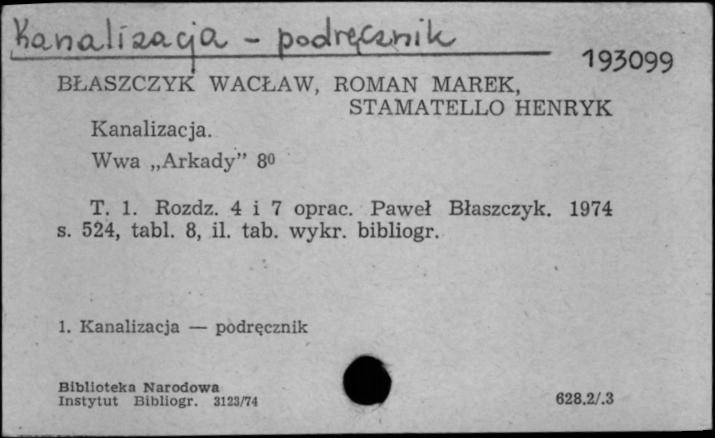 Kanalizacja - podręcznik
193099
BŁASZCZYK WACŁAW, ROMAN MAREK,
STAMATELLO HENRYK
Kanalizacja.
Wwa „Arkady” 8⁰
T. 1. Rozdz. 4 i 7 oprac. Paweł Błaszczyk. 1974
s. 524, tabl. 8, il. tab. wykr. bibliogr.
1. Kanalizacja — podręcznik
Biblioteka Narodowa
Instytut Bibliogr. 3123/74
628.2/.3